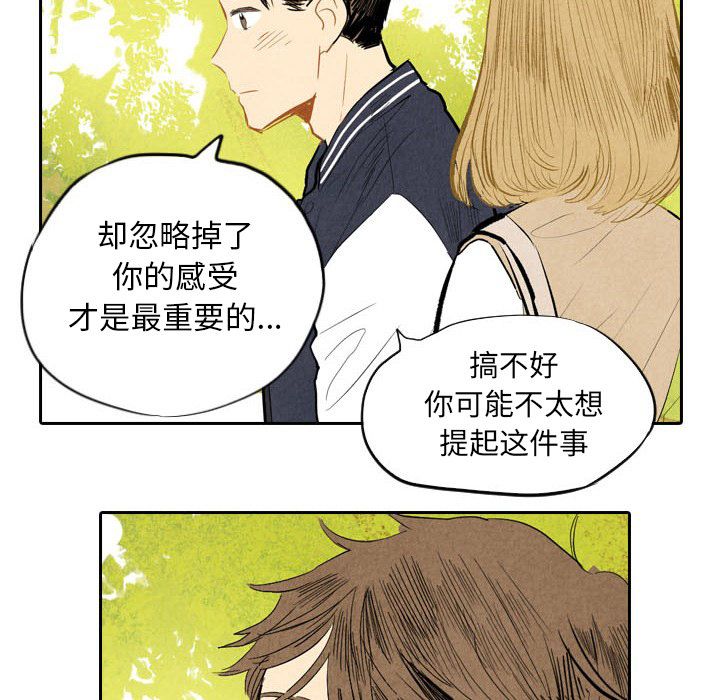 却忽略掉了
你的感受
才是最重要的...
搞不好
你可能不太想
提起这件事